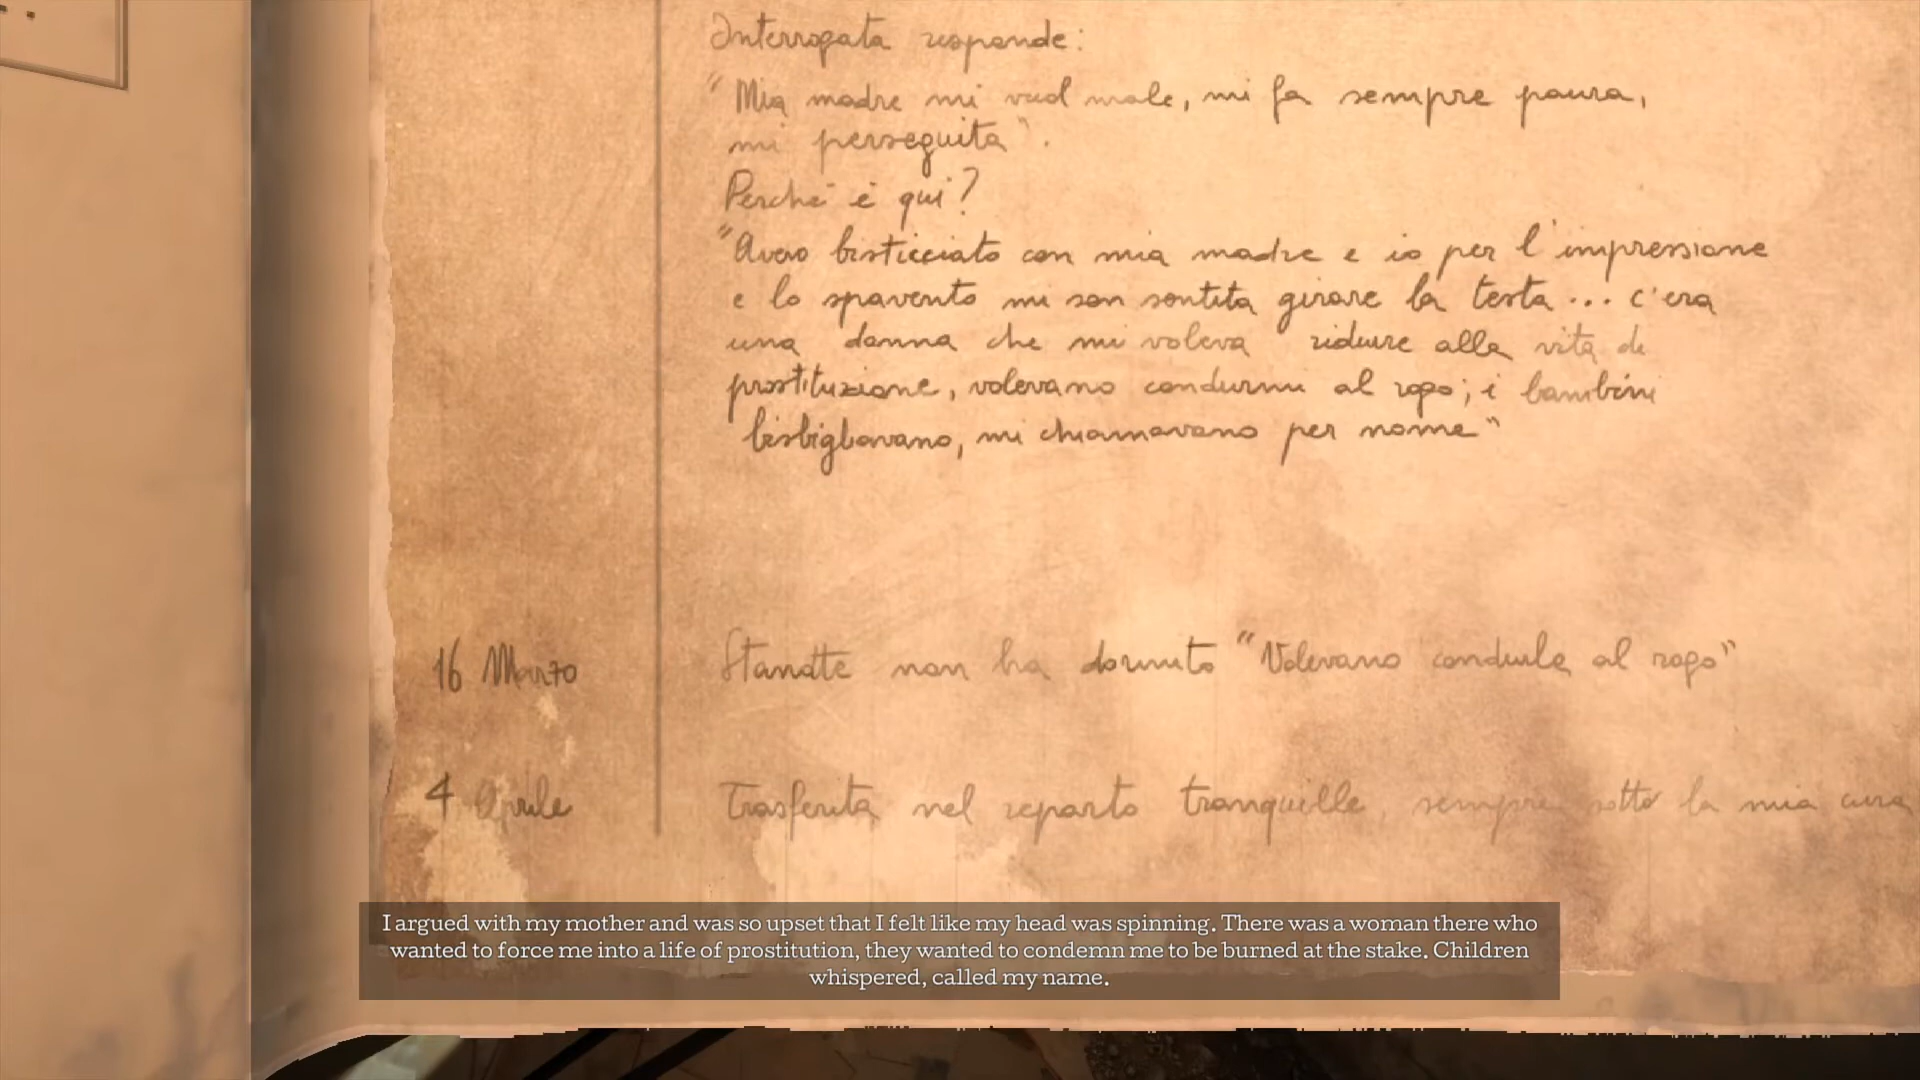 Interrogata risponde:
"Mia madre mi vuol male, mi fa sempre paura,
mi perseguita".
Perché è qui?
"Avevo bisticciato con mia madre e io per l'impressione
e lo spavento mi son sentita girare la testa... c'era
una donna che mi voleva ridurre alla vita di
prostituzione, volevano condurmi al rogo; i bambini
bisbigliavano, mi chiamavano per nome"
16 Marzo Stanotte non ha dormito "Volevano condurla al rogo"
4 Aprile Trasferita nel reparto tranquille, sempre sotto la mia cura
I argued with my mother and was so upset that I felt like my head was spinning. There was a woman there who
wanted to force me into a life of prostitution, they wanted to condemn me to be burned at the stake. Children
whispered, called my name.